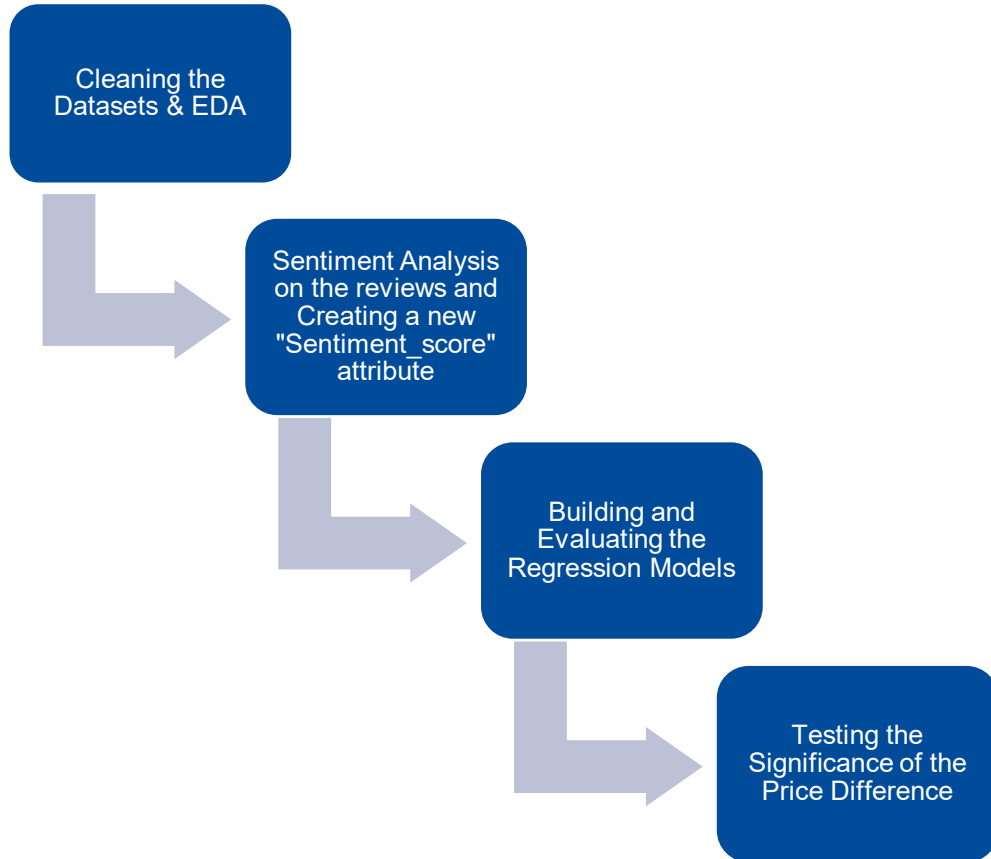 Cleaning the
Datasets & EDA
Sentiment Analysis
on the reviews and
Creating a new
"Sentiment_score"
attribute
Building and
Evaluating the
Regression Models
Testing the
Significance of the
Price Difference